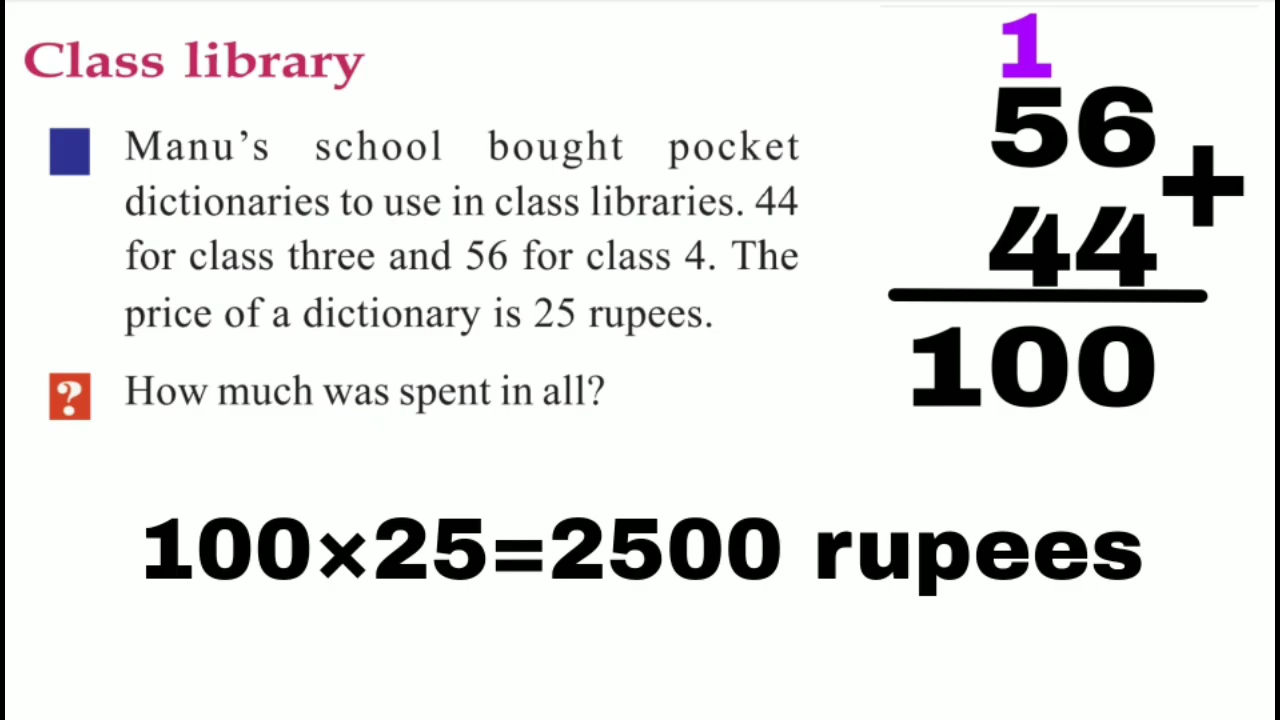 Class library
Manu's school bought pocket
dictionaries to use in class libraries. 44
for class three and 56 for class 4. The
price of a dictionary is 25 rupees.
? How much was spent in all?
1
56
+
44
100
100×25=2500 rupees